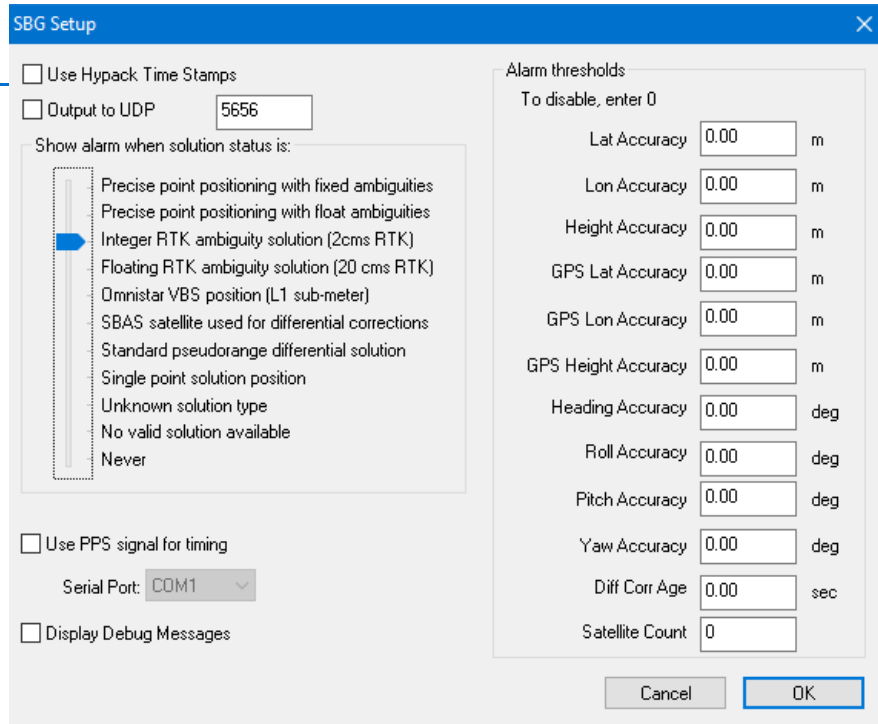 SBG Setup
Use Hypack Time Stamps
Output to UDP 5656
Show alarm when solution status is:
Precise point positioning with fixed ambiguities
Precise point positioning with float ambiguities
Integer RTK ambiguity solution (2cms RTK)
Floating RTK ambiguity solution (20 cms RTK)
Omnistar VBS position (L1 sub-meter)
SBAS satellite used for differential corrections
Standard pseudorange differential solution
Single point solution position
Unknown solution type
No valid solution available
Never
Use PPS signal for timing
Serial Port: COM1
Display Debug Messages
Alarm thresholds
To disable, enter 0
Lat Accuracy 0.00 m
Lon Accuracy 0.00 m
Height Accuracy 0.00 m
GPS Lat Accuracy 0.00 m
GPS Lon Accuracy 0.00 m
GPS Height Accuracy 0.00 m
Heading Accuracy 0.00 deg
Roll Accuracy 0.00 deg
Pitch Accuracy 0.00 deg
Yaw Accuracy 0.00 deg
Diff Corr Age 0.00 sec
Satellite Count 0
Cancel OK